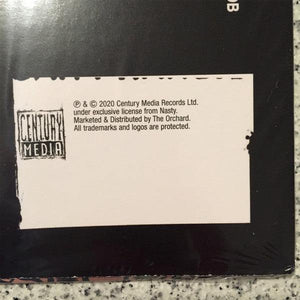 OB
℗ & © 2020 Century Media Records Ltd.
under exclusive license from Nasty.
Marketed & Distributed by The Orchard.
All trademarks and logos are protected.
CENTURY
MEDIA